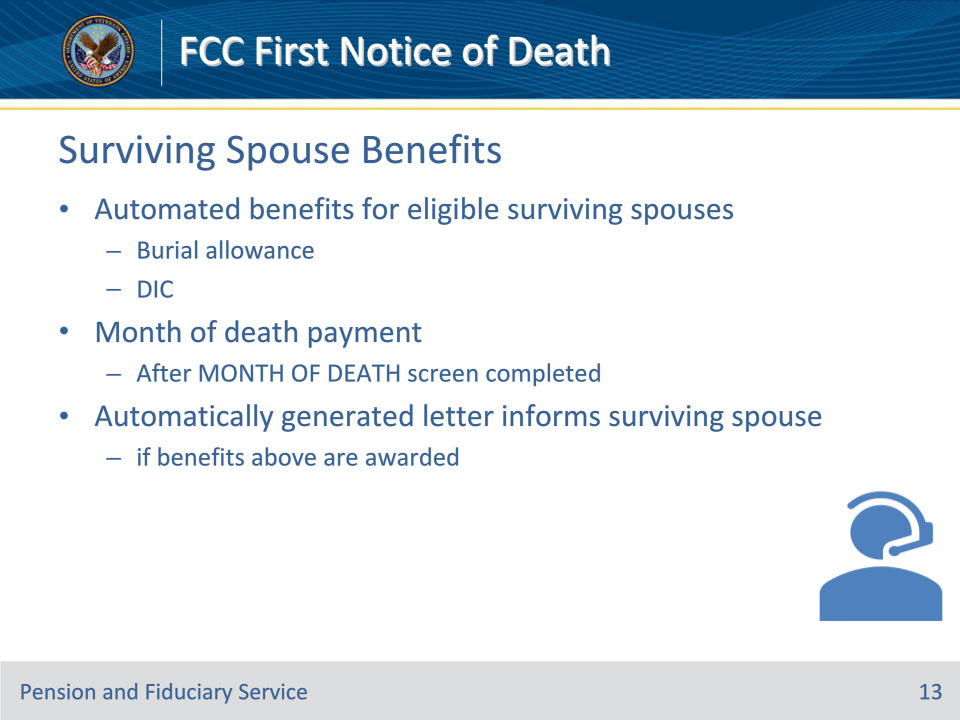 FCC First Notice of Death
Surviving Spouse Benefits
• Automated benefits for eligible surviving spouses
– Burial allowance
– DIC
• Month of death payment
– After MONTH OF DEATH screen completed
• Automatically generated letter informs surviving spouse
– if benefits above are awarded
Pension and Fiduciary Service
13